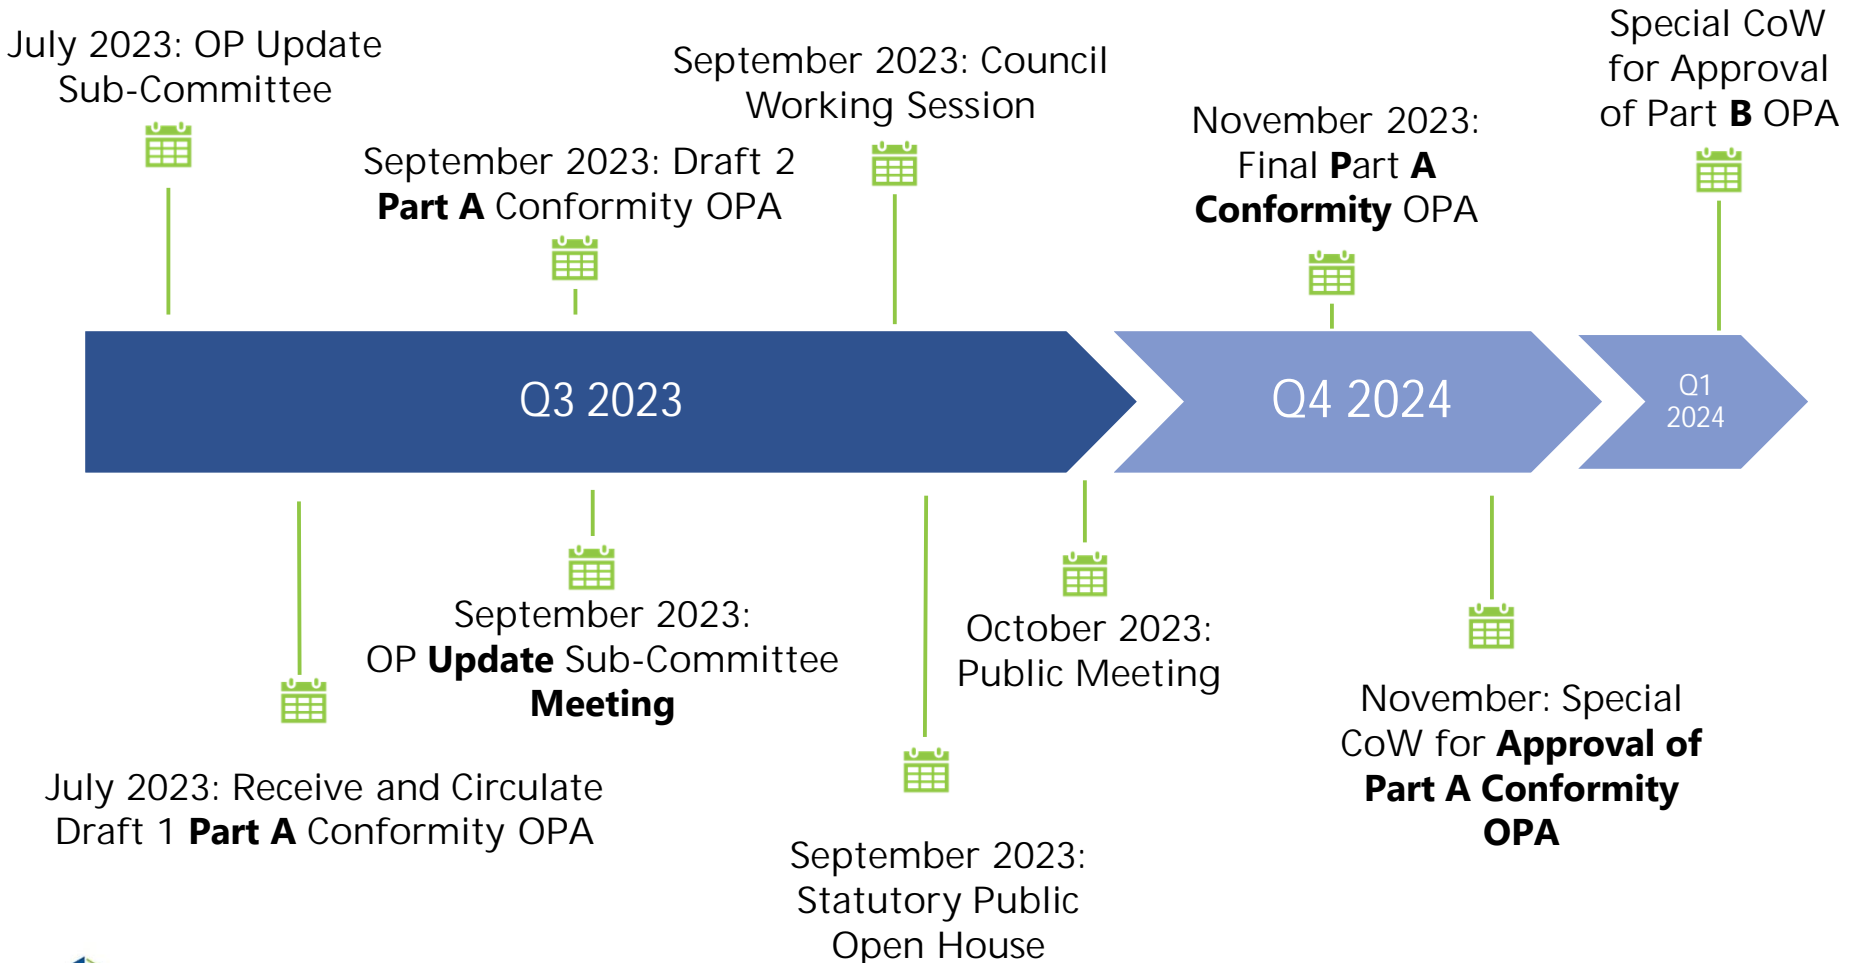 July 2023: OP Update
Sub-Committee
September 2023: Draft 2
Part A Conformity OPA
September 2023: Council
Working Session
November 2023:
Final Part A
Conformity OPA
Special CoW
for Approval
of Part B OPA
Q3 2023
Q4 2024
Q1
2024
July 2023: Receive and Circulate
Draft 1 Part A Conformity OPA
September 2023:
OP Update Sub-Committee
Meeting
September 2023:
Statutory Public
Open House
October 2023:
Public Meeting
November: Special
CoW for Approval of
Part A Conformity
OPA